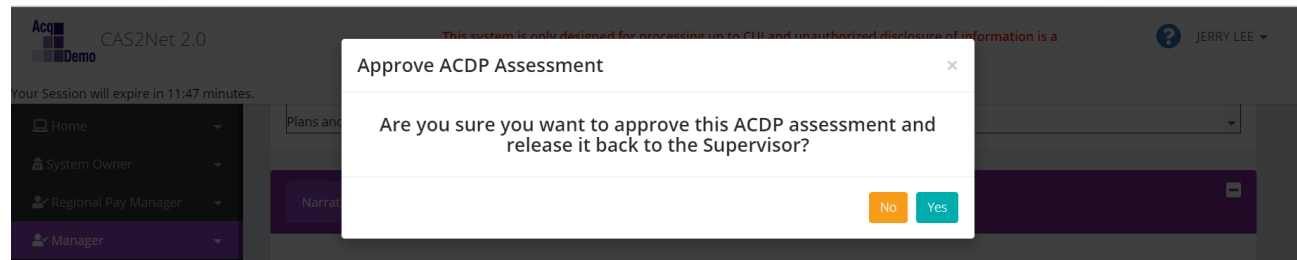 Acq
Demo
CAS2Net 2.0
This system is only designed for processing up to CUI and unauthorized disclosure of information is a
JERRY LEE
Your Session will expire in 11:47 minutes.
Approve ACDP Assessment
×
Are you sure you want to approve this ACDP assessment and
release it back to the Supervisor?
No
Yes
Home
System Owner
Regional Pay Manager
Manager
Plans and
Narrat